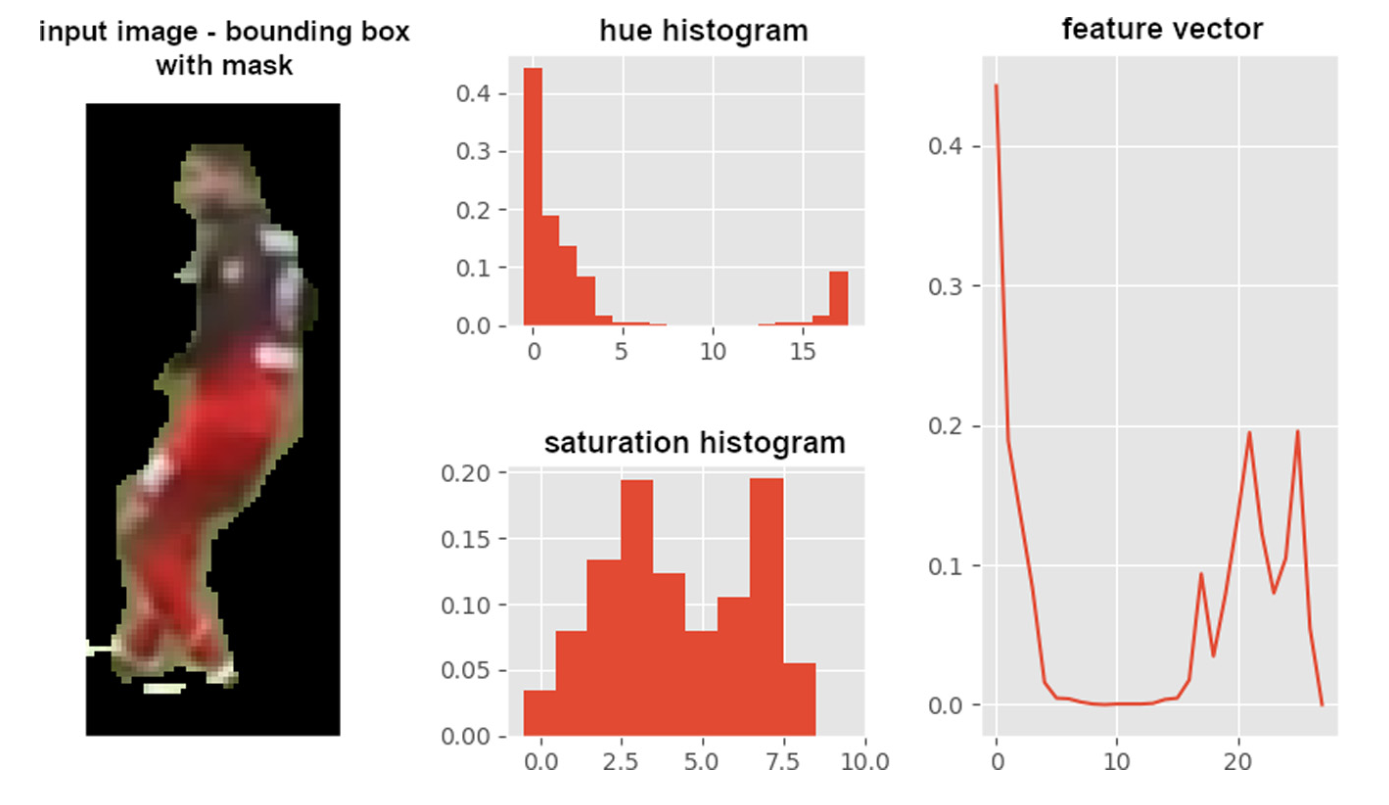 input image - bounding box
with mask
hue histogram
0.4
0.3
0.2
0.1
0.0
0 5 10 15
saturation histogram
0.20
0.15
0.10
0.05
0.00
0.0 2.5 5.0 7.5 10.0
feature vector
0.4
0.3
0.2
0.1
0.0
0 10 20